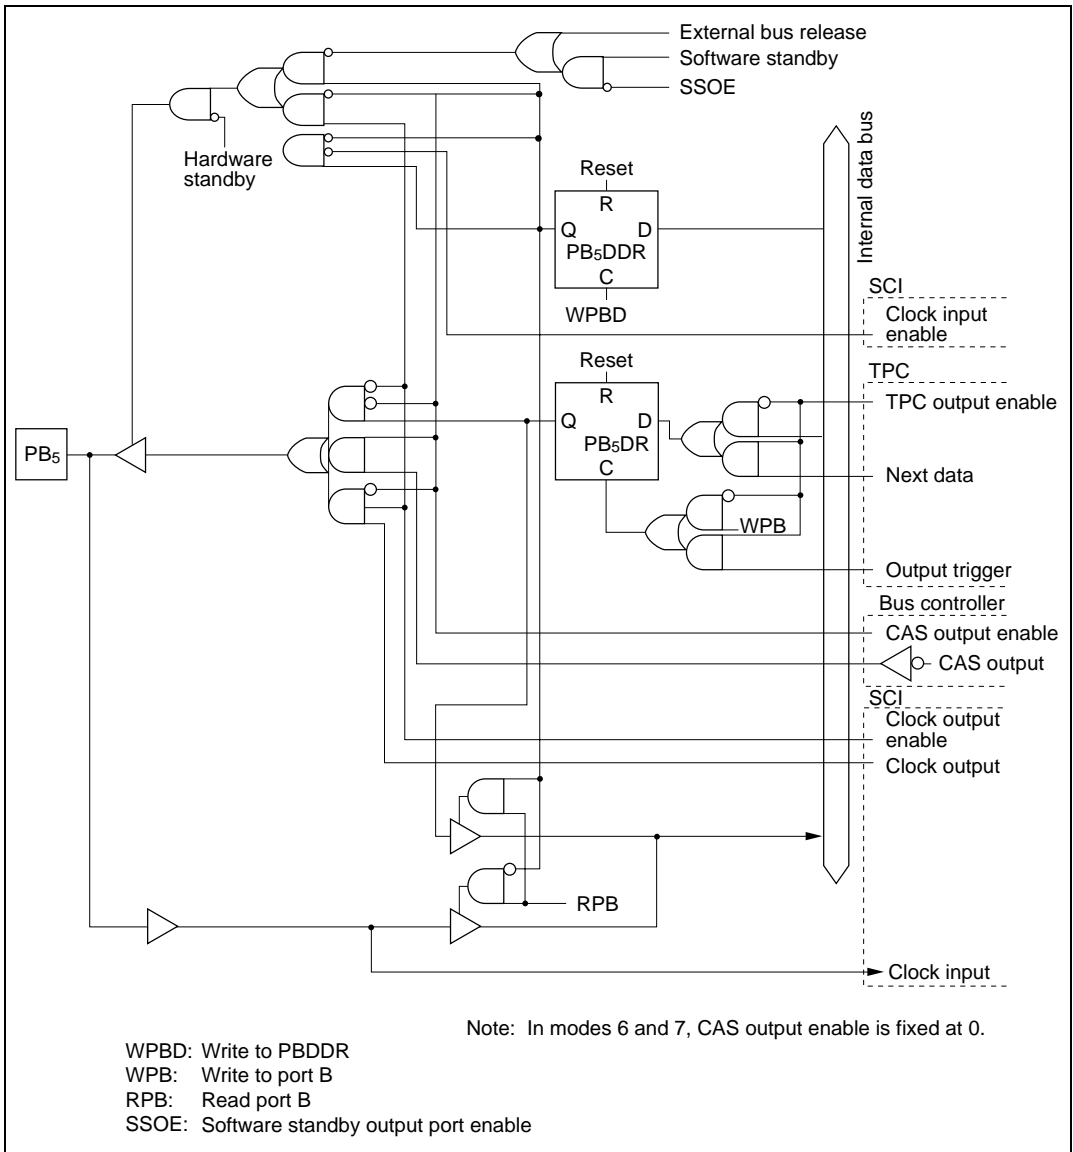 External bus release
Software standby
SSOE
Hardware
standby
Internal data bus
Reset
R
Q D
PB5DDR
C
WPBD
SCI
Clock input
enable
Reset
R
Q D
PB5DR
C
TPC
TPC output enable
Next data
WPB
Output trigger
PB5
Bus controller
CAS output enable
CAS output
SCI
Clock output
enable
Clock output
RPB
Clock input
Note: In modes 6 and 7, CAS output enable is fixed at 0.
WPBD: Write to PBDDR
WPB: Write to port B
RPB: Read port B
SSOE: Software standby output port enable